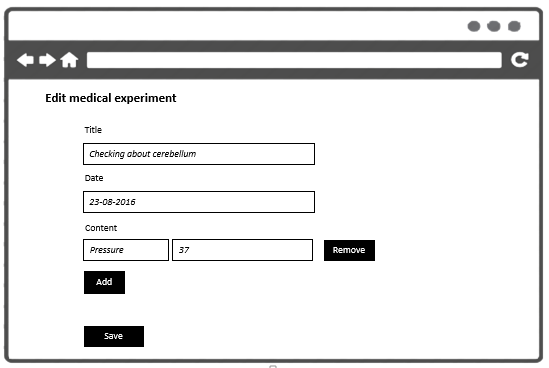 Edit medical experiment
Title
Checking about cerebellum
Date
23-08-2016
Content
Pressure 37 Remove
Add
Save